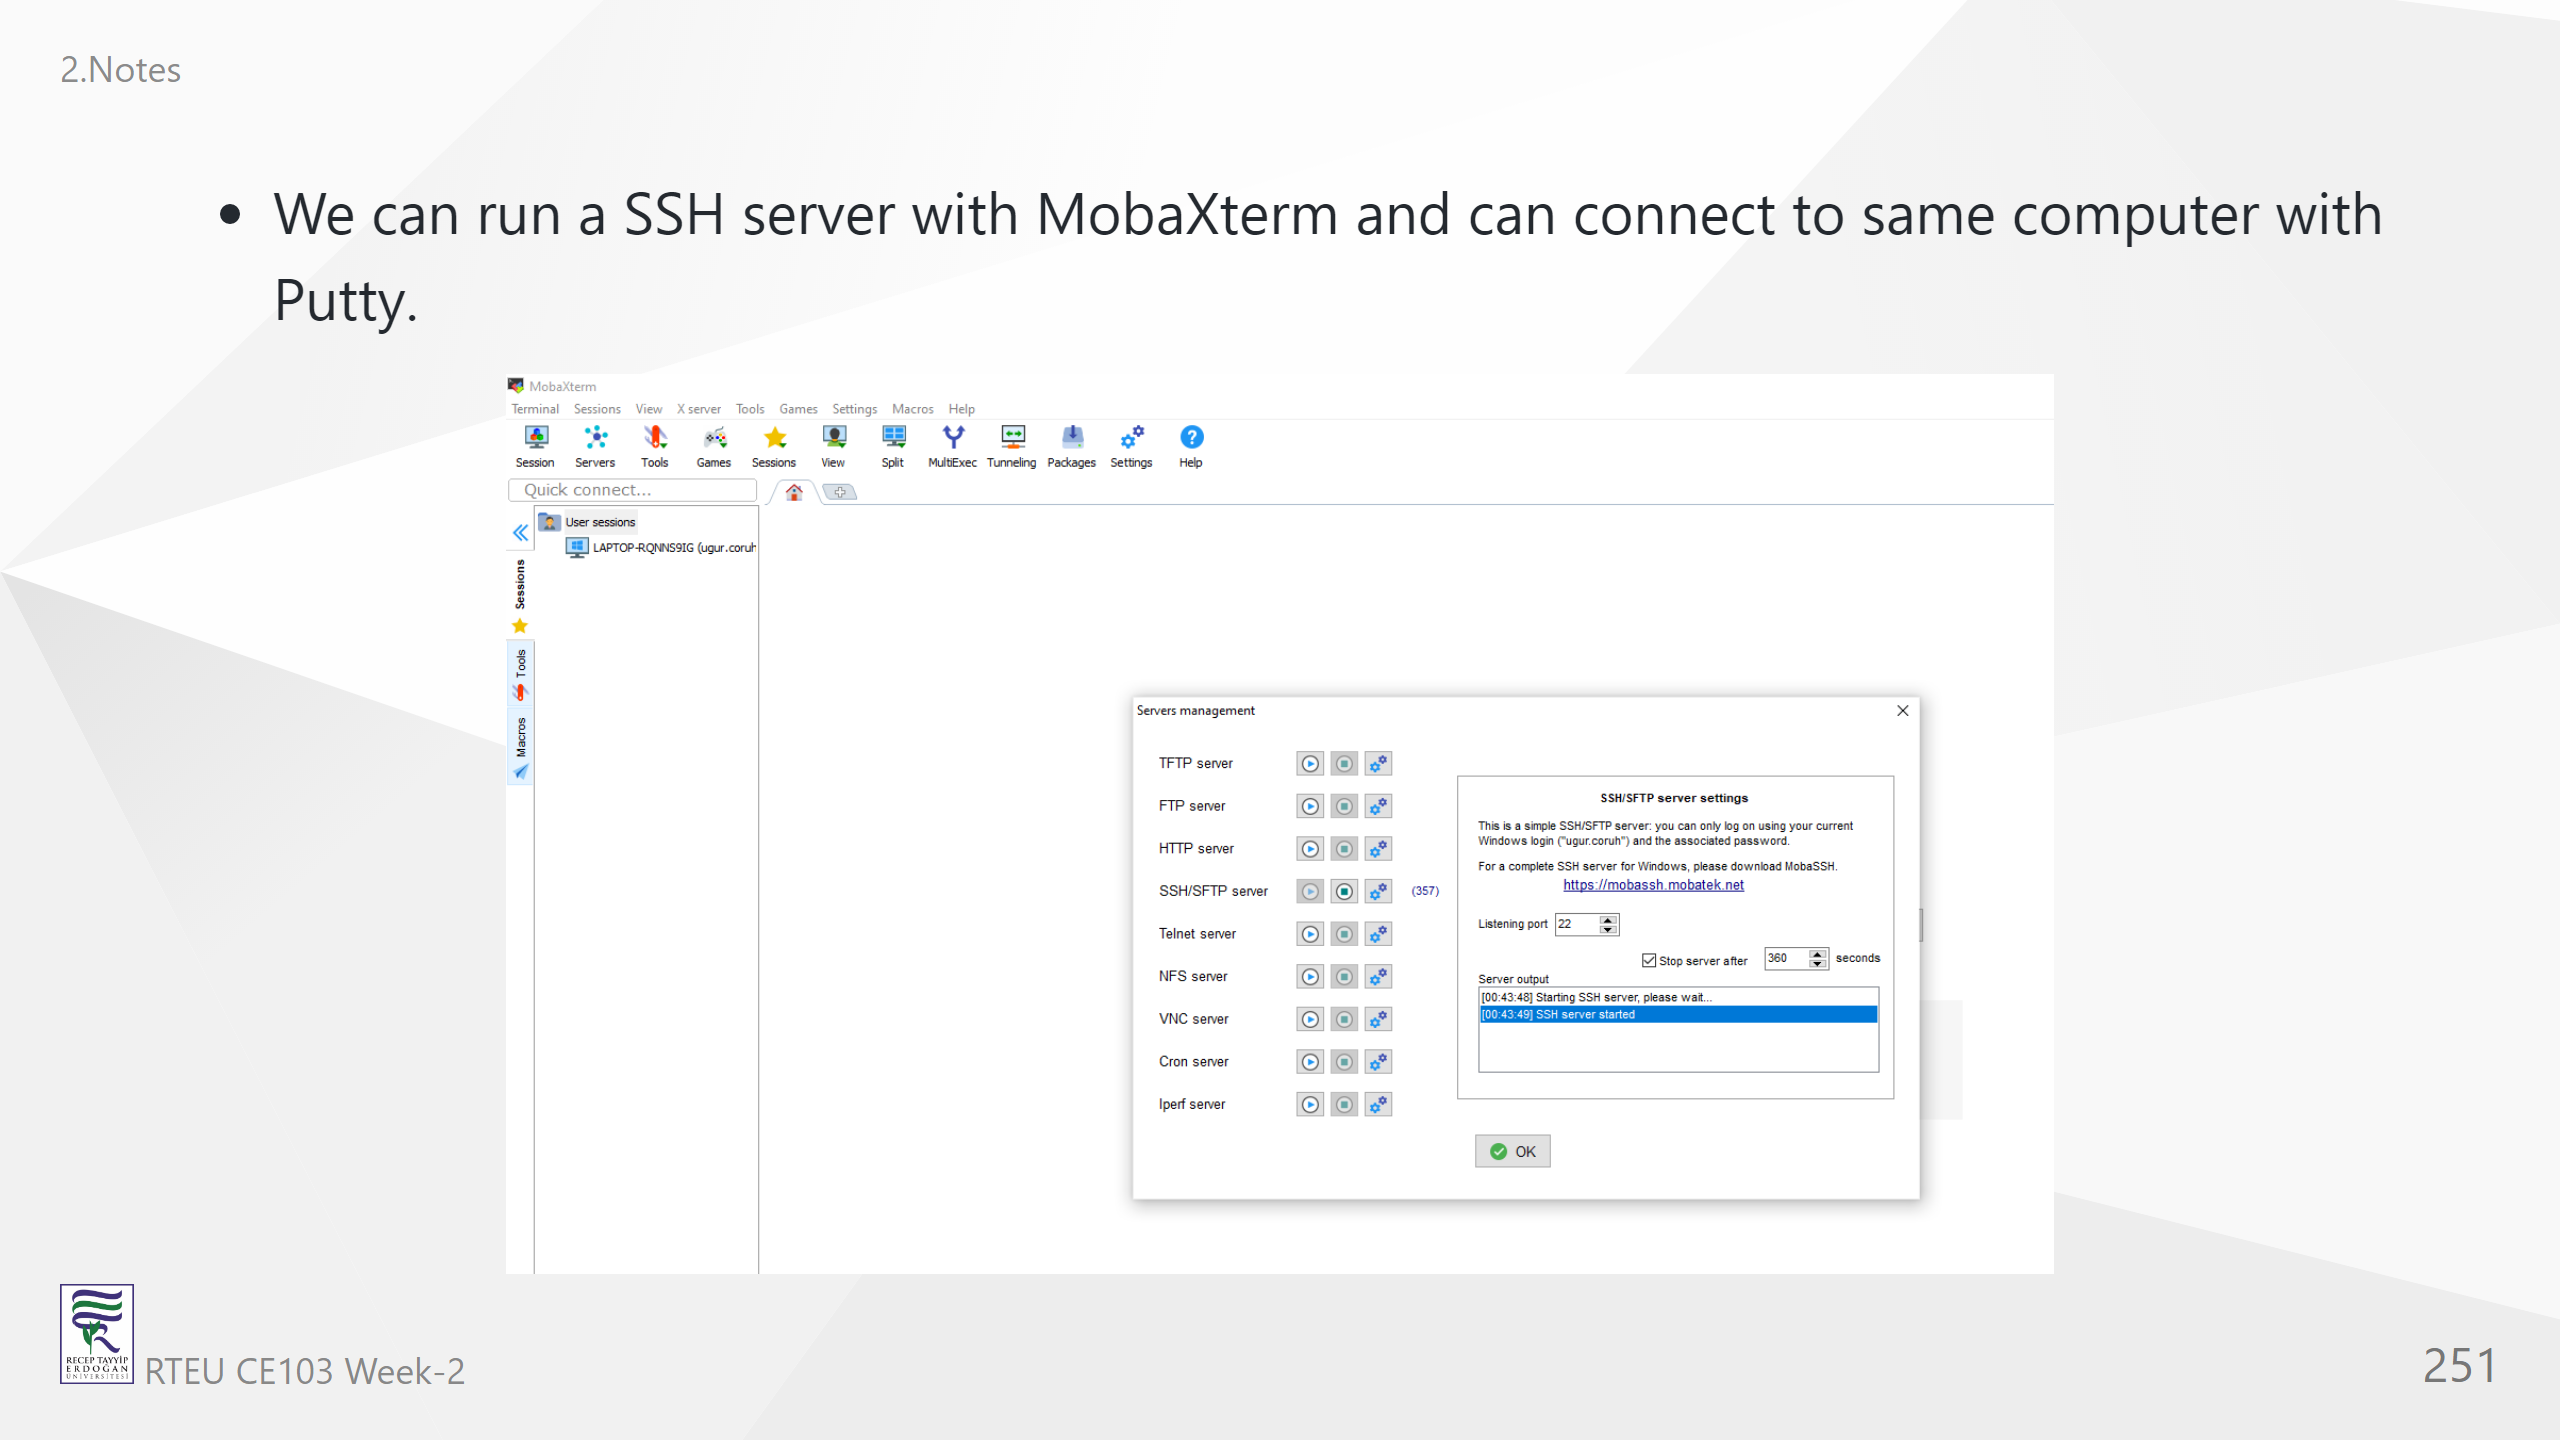 2.Notes
• We can run a SSH server with MobaXterm and can connect to same computer with
Putty.
MobaXterm
Terminal Sessions View X server Tools Games Settings Macros Help
Session Servers Tools Games Sessions View Split MultiExec Tunneling Packages Settings Help
Quick connect...
User sessions
LAPTOP-RQNNS9IG (ugur.coruh
Sessions
Tools
Macros
Servers management
TFTP server
FTP server
HTTP server
SSH/SFTP server (357)
Telnet server
NFS server
VNC server
Cron server
Iperf server
SSH/SFTP server settings
This is a simple SSH/SFTP server: you can only log on using your current
Windows login ("ugur.coruh") and the associated password.
For a complete SSH server for Windows, please download MobaSSH.
https://mobassh.mobatek.net
Listening port 22
Stop server after 360 seconds
Server output
[00:43:48] Starting SSH server, please wait...
[00:43:49] SSH server started
OK
RECEP TAYYİP
ERDOĞAN
ÜNİVERSİTESİ
RTEU CE103 Week-2
251